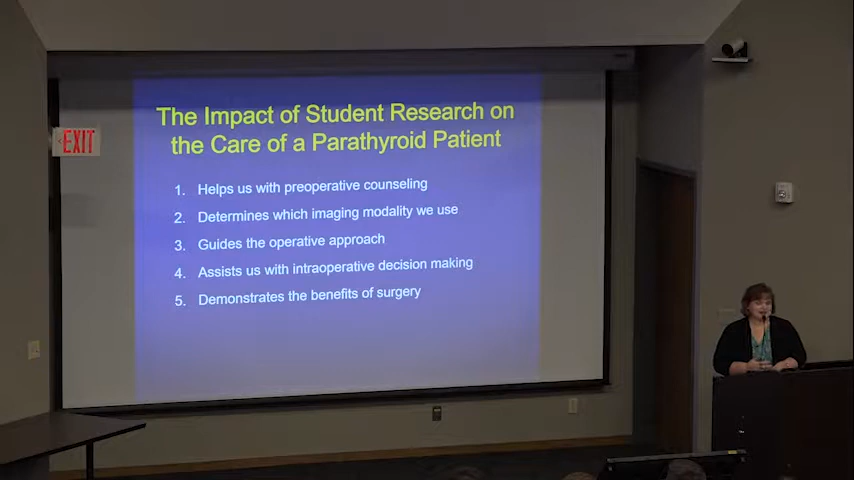 The Impact of Student Research on
the Care of a Parathyroid Patient
EXIT
1. Helps us with preoperative counseling
2. Determines which imaging modality we use
3. Guides the operative approach
4. Assists us with intraoperative decision making
5. Demonstrates the benefits of surgery